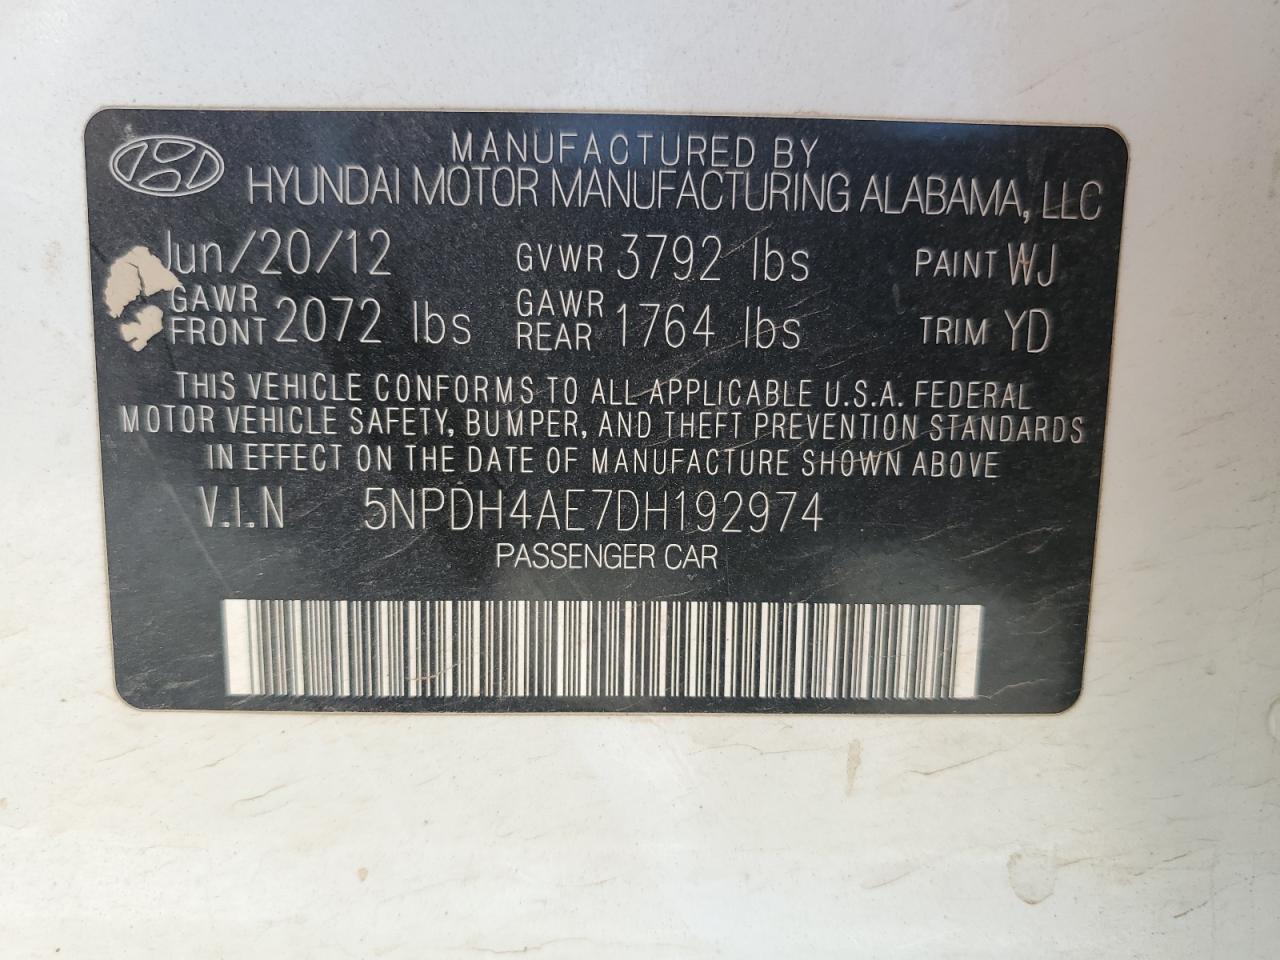 MANUFACTURED BY
HYUNDAI MOTOR MANUFACTURING ALABAMA, LLC
Jun/20/12 GVWR 3792 lbs PAINT WJ
GAWR FRONT 2072 lbs GAWR REAR 1764 lbs TRIM YD
THIS VEHICLE CONFORMS TO ALL APPLICABLE U.S.A. FEDERAL
MOTOR VEHICLE SAFETY, BUMPER, AND THEFT PREVENTION STANDARDS
IN EFFECT ON THE DATE OF MANUFACTURE SHOWN ABOVE
V.I.N 5NPDH4AE7DH192974
PASSENGER CAR